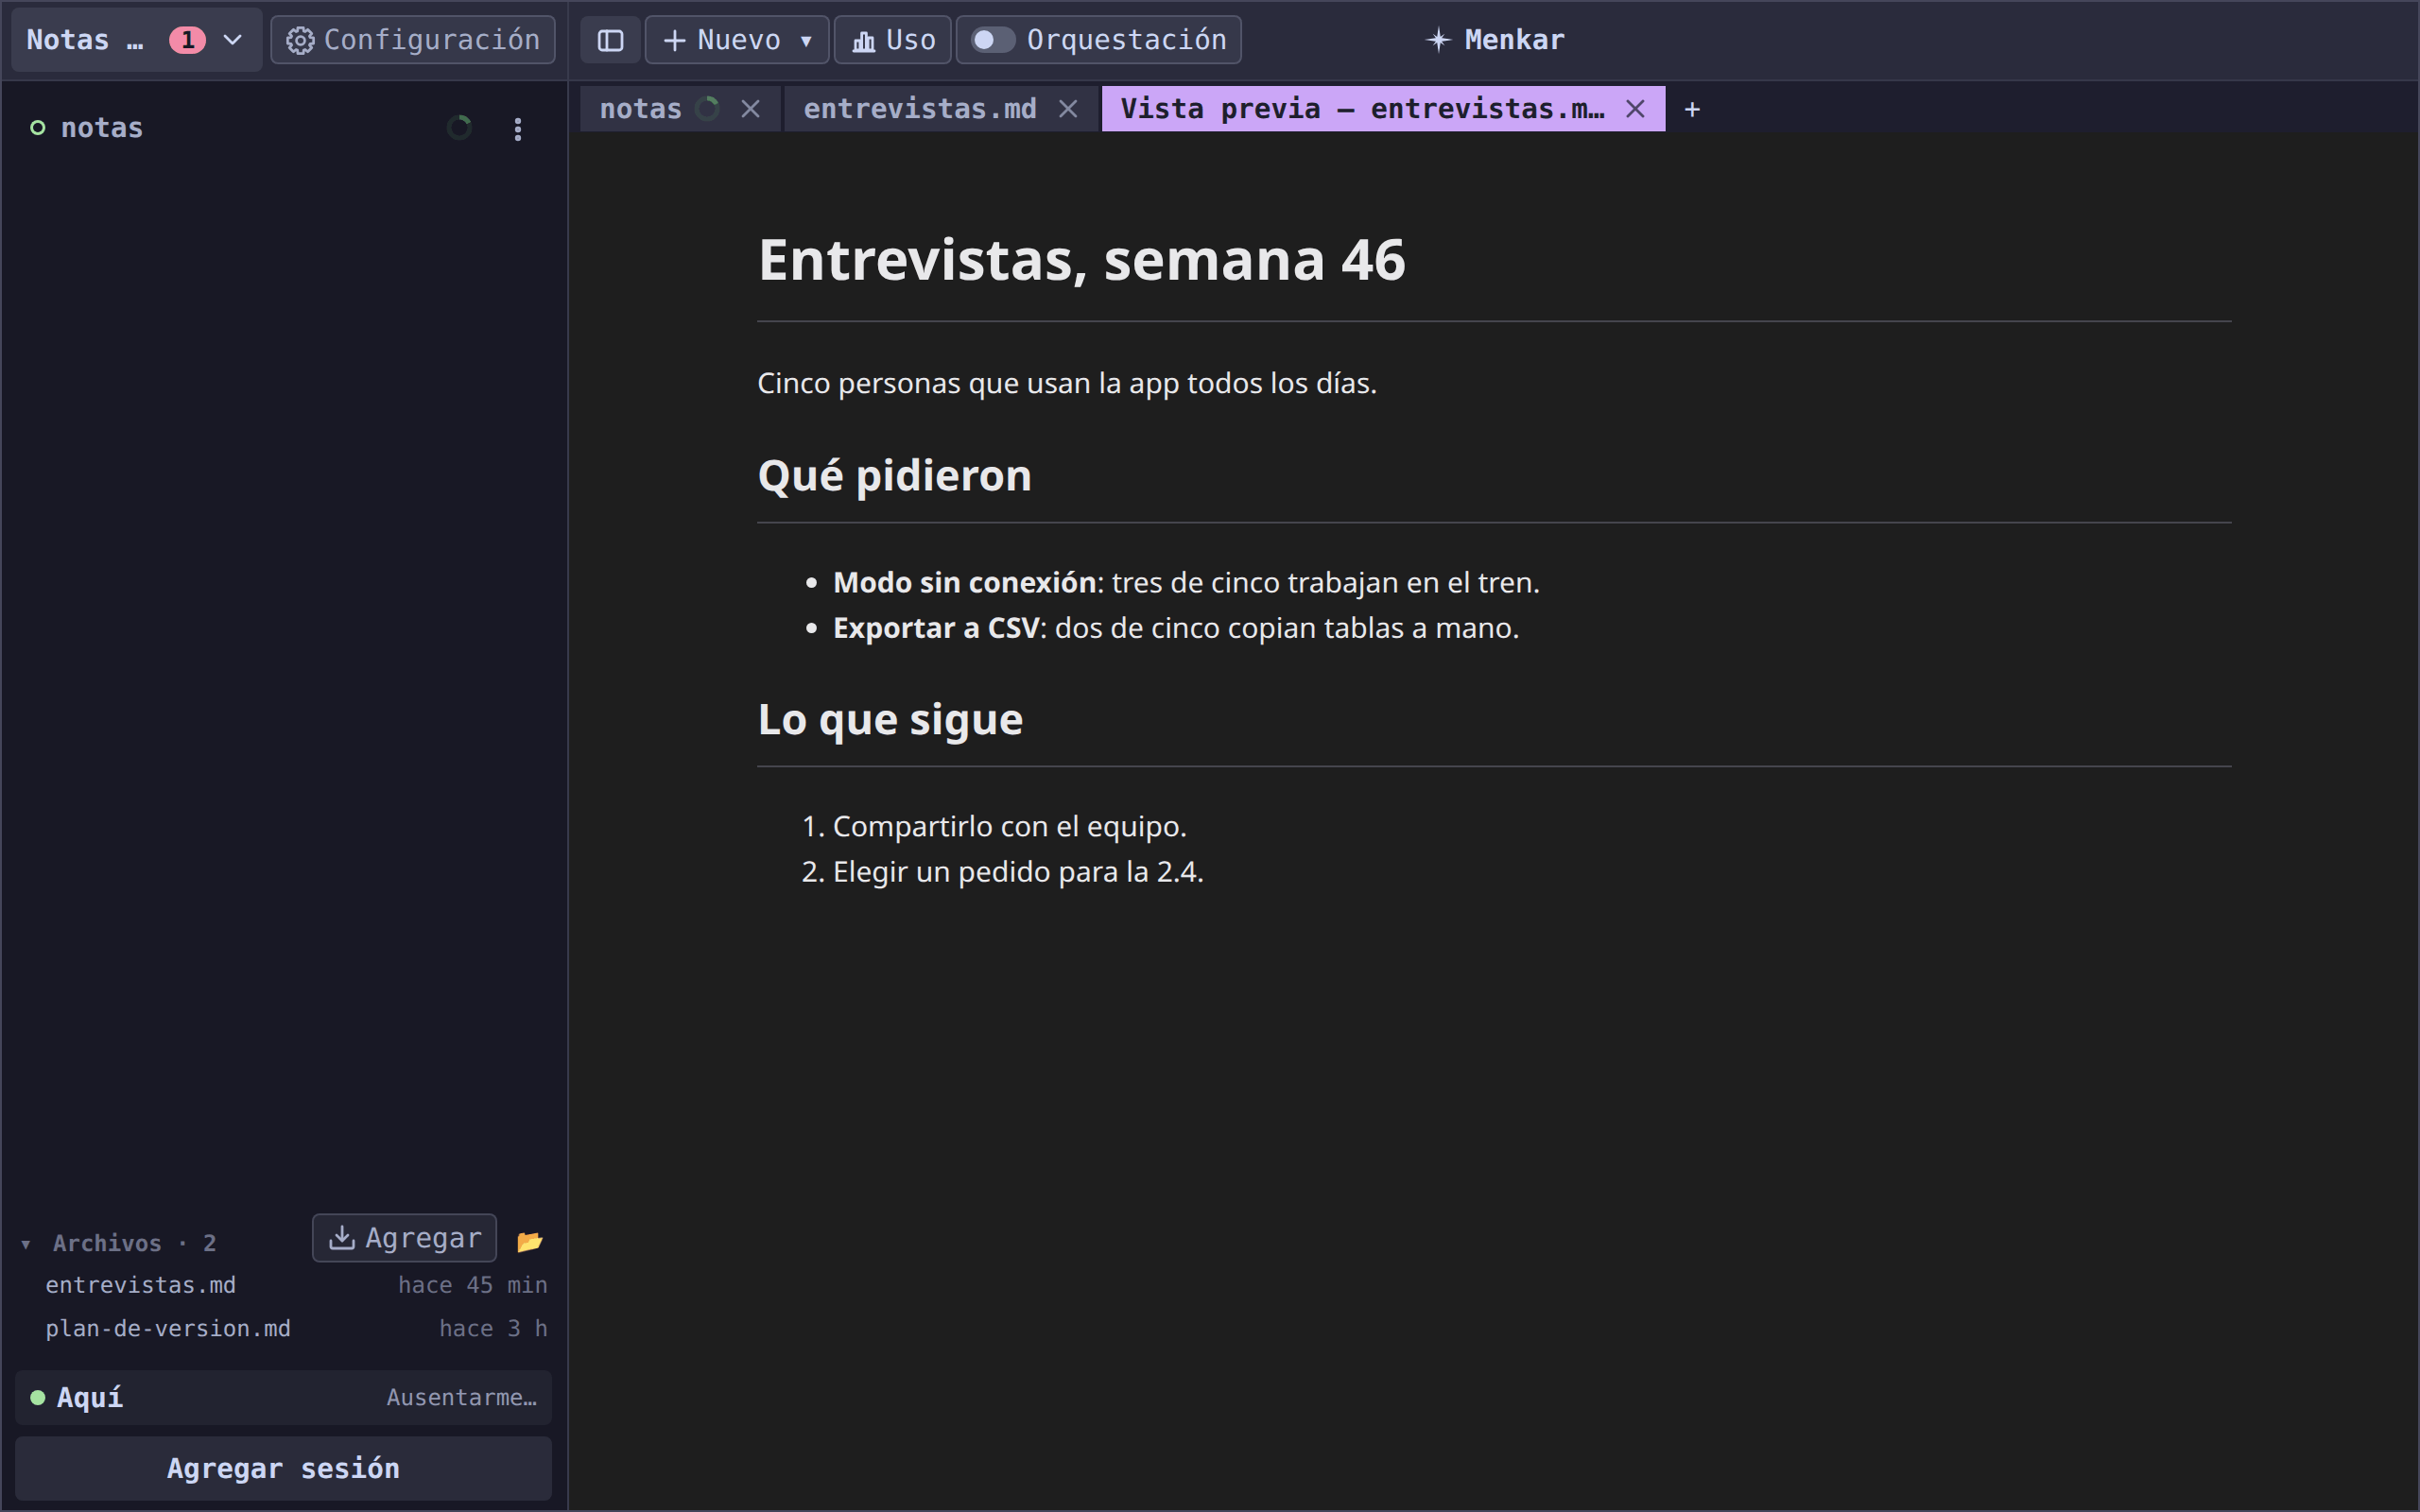 Notas …
1
Configuración
Nuevo
Uso
Orquestación
Menkar
notas
notas
entrevistas.md
Vista previa — entrevistas.m…
+
Entrevistas, semana 46
Cinco personas que usan la app todos los días.
Qué pidieron
Modo sin conexión: tres de cinco trabajan en el tren.
Exportar a CSV: dos de cinco copian tablas a mano.
Lo que sigue
1. Compartirlo con el equipo.
2. Elegir un pedido para la 2.4.
Archivos · 2
Agregar
entrevistas.md hace 45 min
plan-de-version.md hace 3 h
Aquí Ausentarme…
Agregar sesión